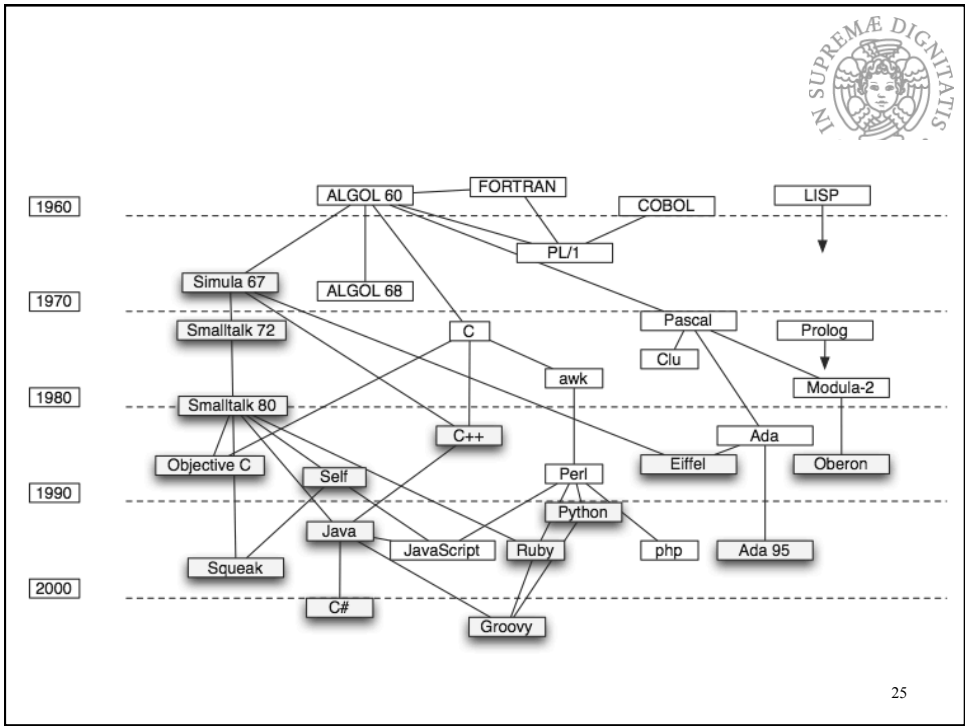 IN SUPREMÆ DIGNITATIS
FORTRAN
ALGOL 60
LISP
1960
COBOL
PL/1
Simula 67
ALGOL 68
1970
Pascal
Smalltalk 72
C
Prolog
Clu
awk
Modula-2
1980
Smalltalk 80
C++
Ada
Objective C
Eiffel
Oberon
Self
Perl
1990
Python
Java
JavaScript
Ruby
php
Ada 95
Squeak
2000
C#
Groovy
25